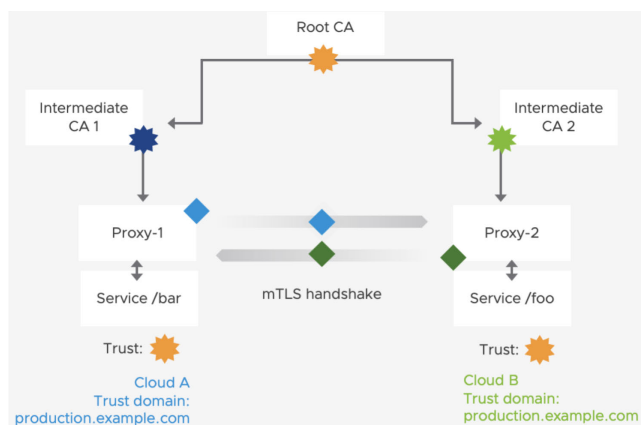 Root CA
Intermediate
CA 1
Intermediate
CA 2
Proxy-1
Proxy-2
Service /bar
mTLS handshake
Service /foo
Trust:
Trust:
Cloud A
Trust domain:
production.example.com
Cloud B
Trust domain:
production.example.com